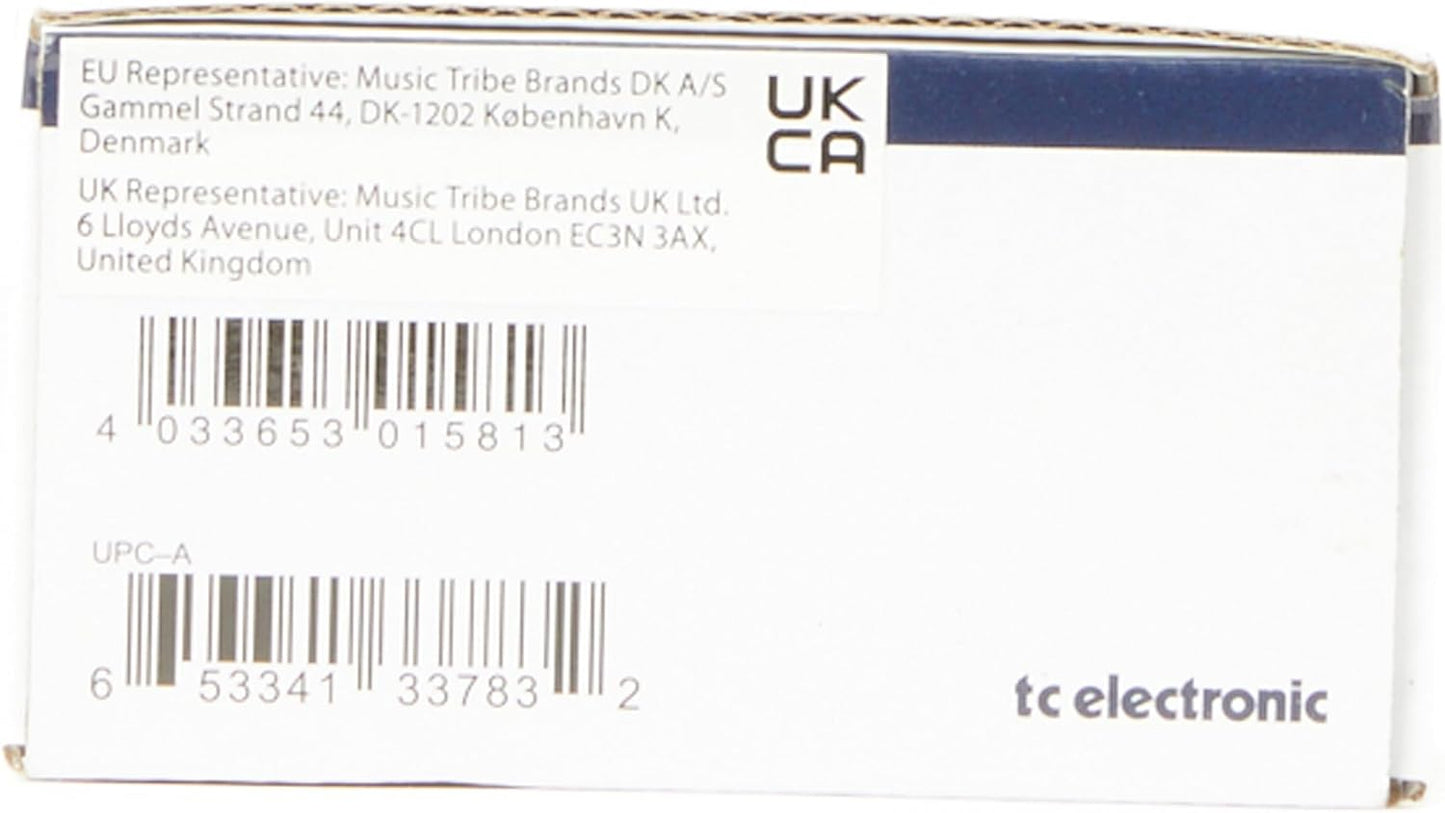 EU Representative: Music Tribe Brands DK A/S
Gammel Strand 44, DK-1202 København K,
Denmark
UK Representative: Music Tribe Brands UK Ltd.
6 Lloyds Avenue, Unit 4CL London EC3N 3AX,
United Kingdom
UK
CA
4 033653 015813
UPC-A
6 53341 33783 2
tc electronic